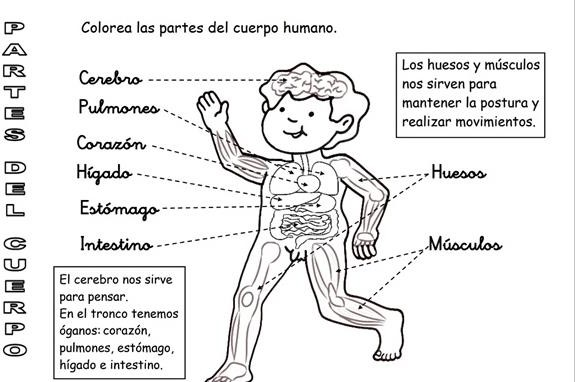 PARTES DEL CUERPO
Colorea las partes del cuerpo humano.
Cerebro
Pulmones
Corazón
Hígado
Estómago
Intestino
Los huesos y músculos
nos sirven para
mantener la postura y
realizar movimientos.
Huesos
Músculos
El cerebro nos sirve
para pensar.
En el tronco tenemos
óganos: corazón,
pulmones, estómago,
hígado e intestino.